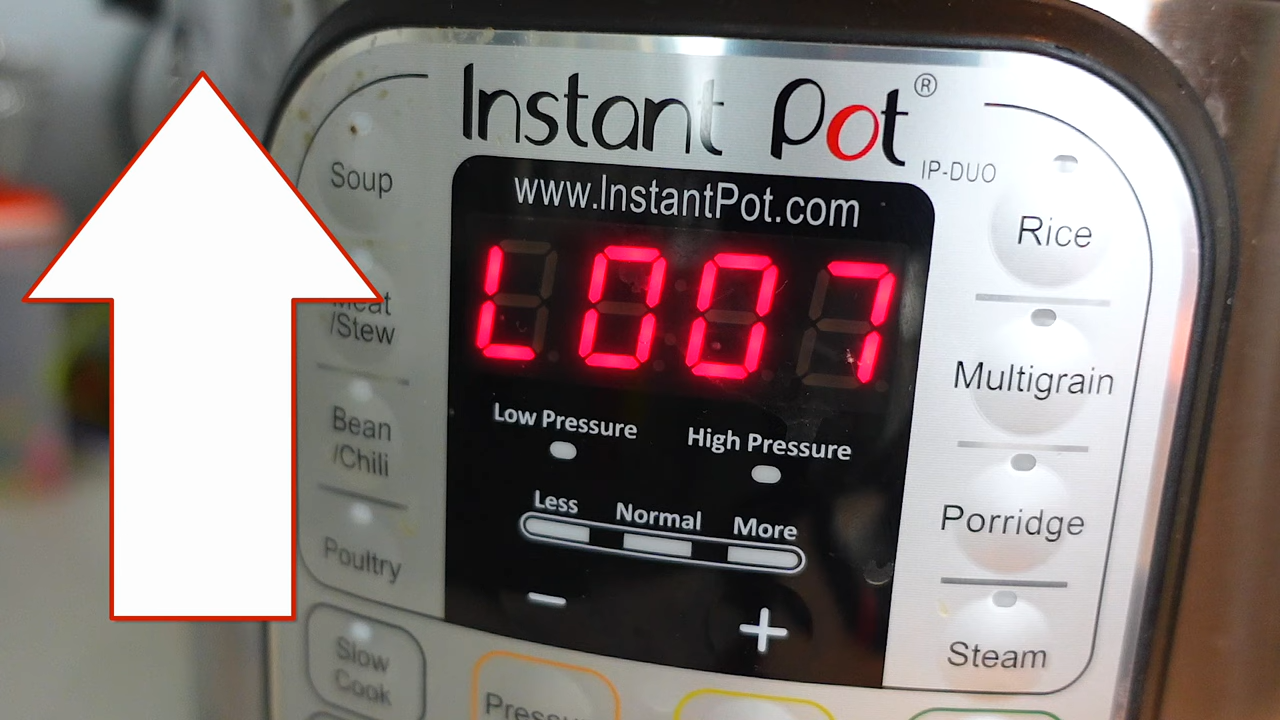 Instant Pot®
IP-DUO
www.InstantPot.com
L007
Low Pressure
High Pressure
Less
Normal
More
−
+
Soup
Meat
/Stew
Bean
/Chili
Poultry
Slow
Cook
Rice
Multigrain
Porridge
Steam